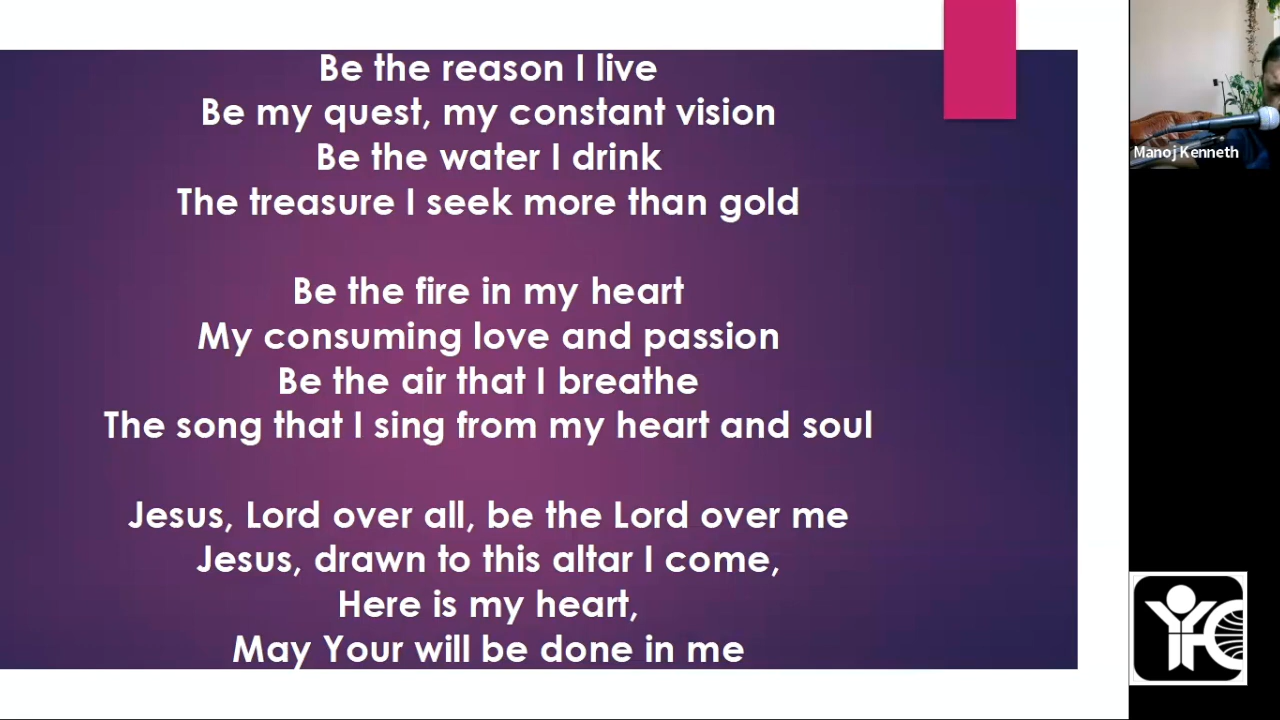 Be the reason I live
Be my quest, my constant vision
Be the water I drink
The treasure I seek more than gold
Be the fire in my heart
My consuming love and passion
Be the air that I breathe
The song that I sing from my heart and soul
Jesus, Lord over all, be the Lord over me
Jesus, drawn to this altar I come,
Here is my heart,
May Your will be done in me
Manoj Kenneth
YFC